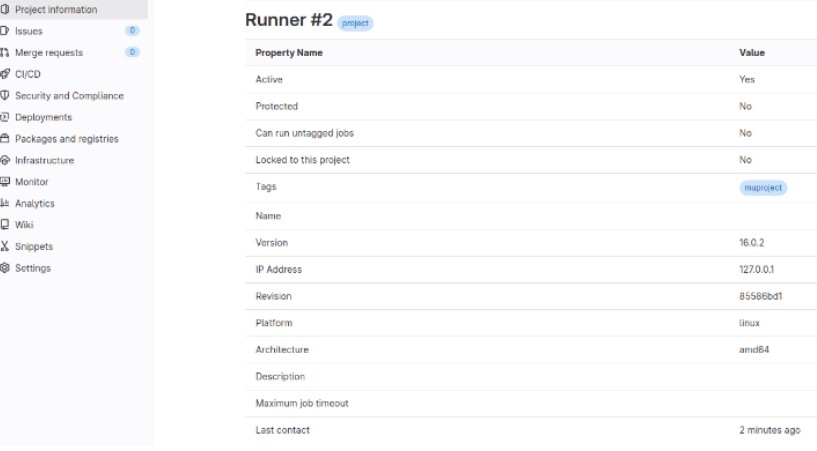 Project information
Issues 0
Merge requests 0
CI/CD
Security and Compliance
Deployments
Packages and registries
Infrastructure
Monitor
Analytics
Wiki
Snippets
Settings
Runner #2 project
Property Name Value
Active Yes
Protected No
Can run untagged jobs No
Locked to this project No
Tags muproject
Name
Version 16.0.2
IP Address 127.0.0.1
Revision 85586bd1
Platform linux
Architecture amd64
Description
Maximum job timeout
Last contact 2 minutes ago